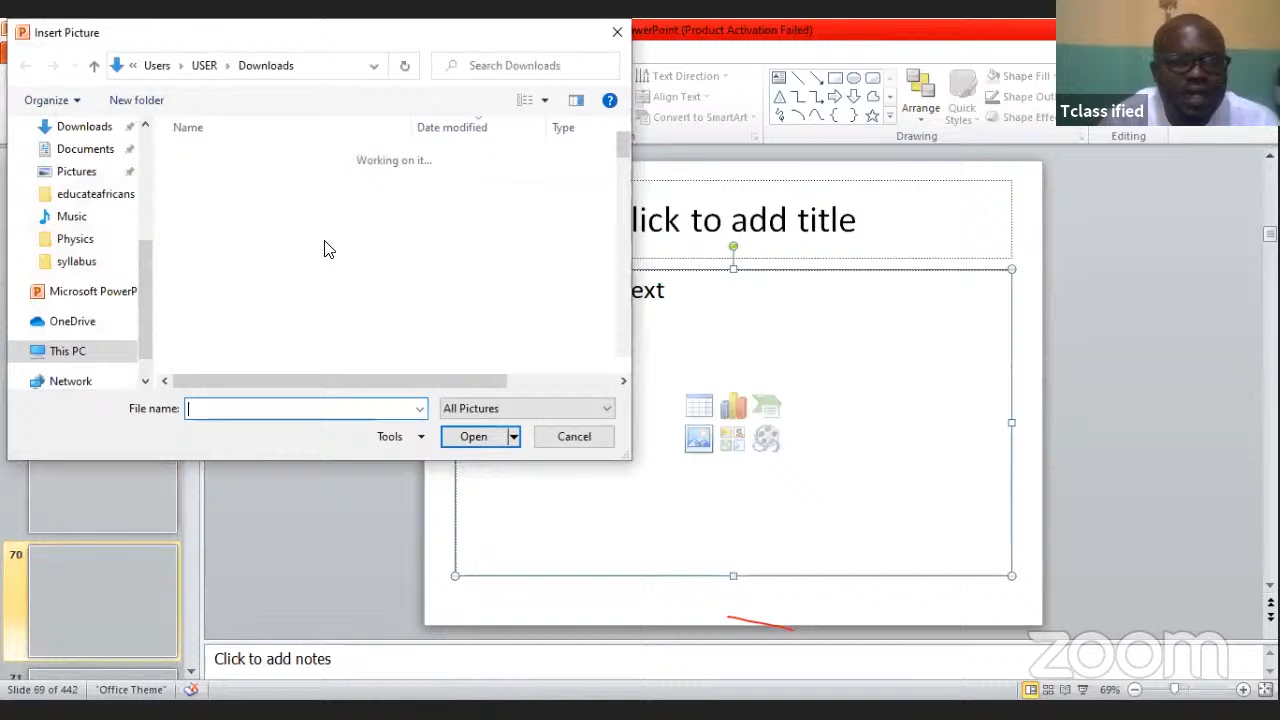 Insert Picture
PowerPoint (Product Activation Failed)
Users
USER
Downloads
Search Downloads
Organize
New folder
Text Direction
Align Text
Convert to SmartArt
Arrange
Quick
Styles
Shape Fill
Shape Out
Shape Effe
Drawing
Editing
Tclass ified
Downloads
Documents
Pictures
educateafricans
Music
Physics
syllabus
Microsoft PowerP
OneDrive
This PC
Network
Name
Date modified
Type
Working on it...
File name:
All Pictures
Tools
Open
Cancel
lick to add title
ext
70
71
Click to add notes
Slide 69 of 442
"Office Theme"
69%
zoom